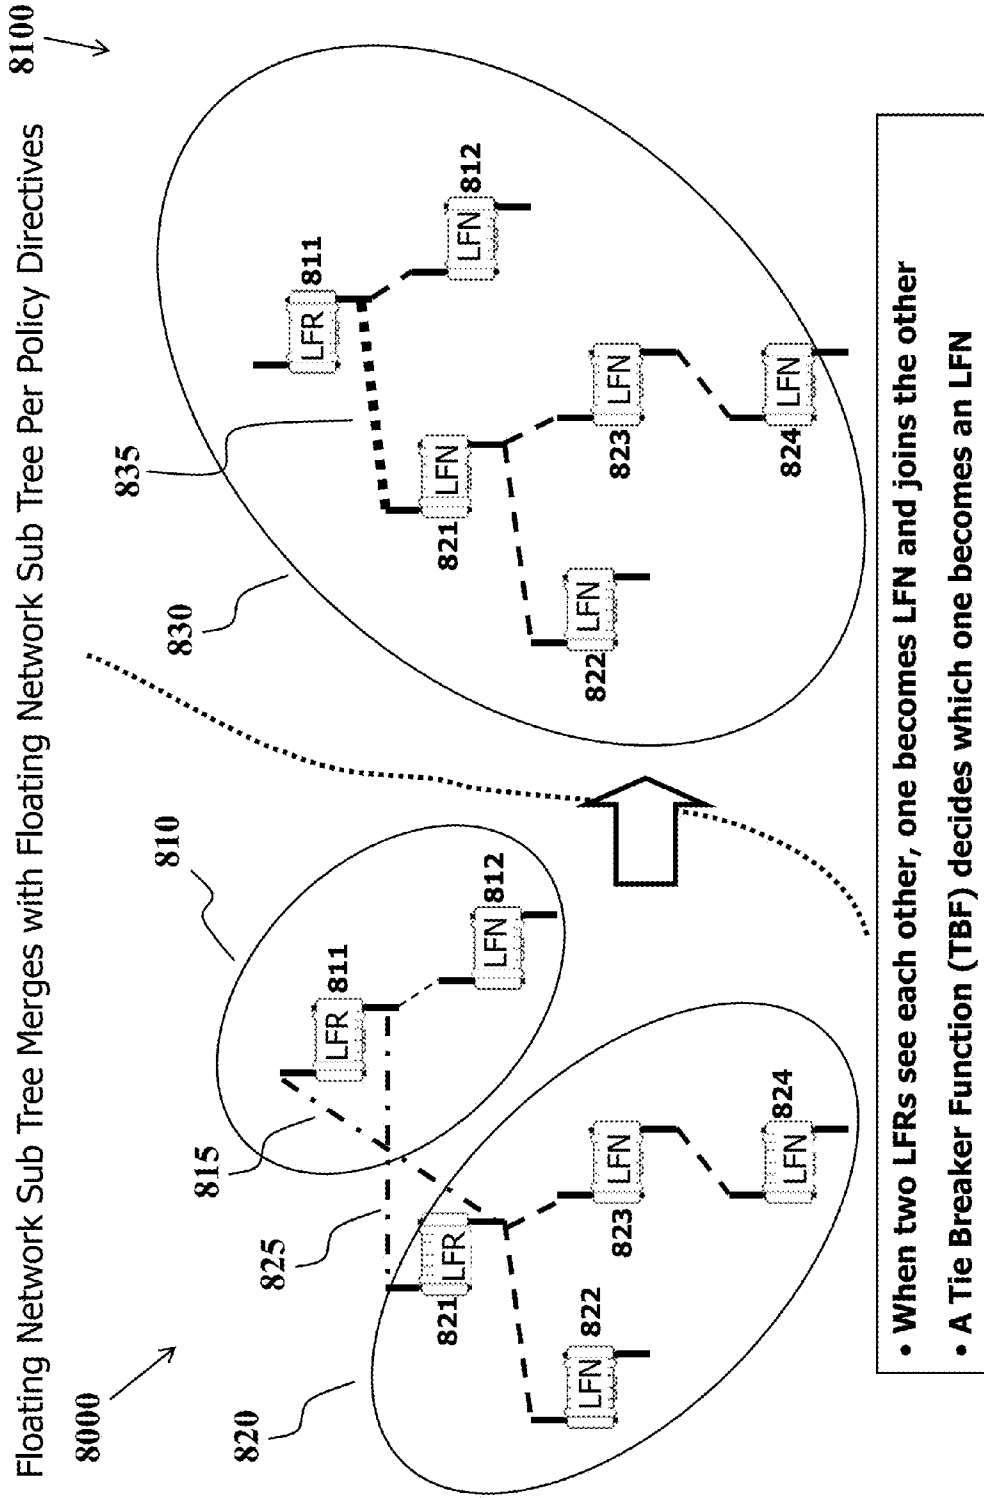 Floating Network Sub Tree Merges with Floating Network Sub Tree Per Policy Directives
8000
8100
820
825
815
810
821
LFR
811
LFR
812
LFN
822
LFN
823
LFN
824
LFN
830
835
811
LFR
812
LFN
821
LFN
822
LFN
823
LFN
824
LFN
• When two LFRs see each other, one becomes LFN and joins the other
• A Tie Breaker Function (TBF) decides which one becomes an LFN